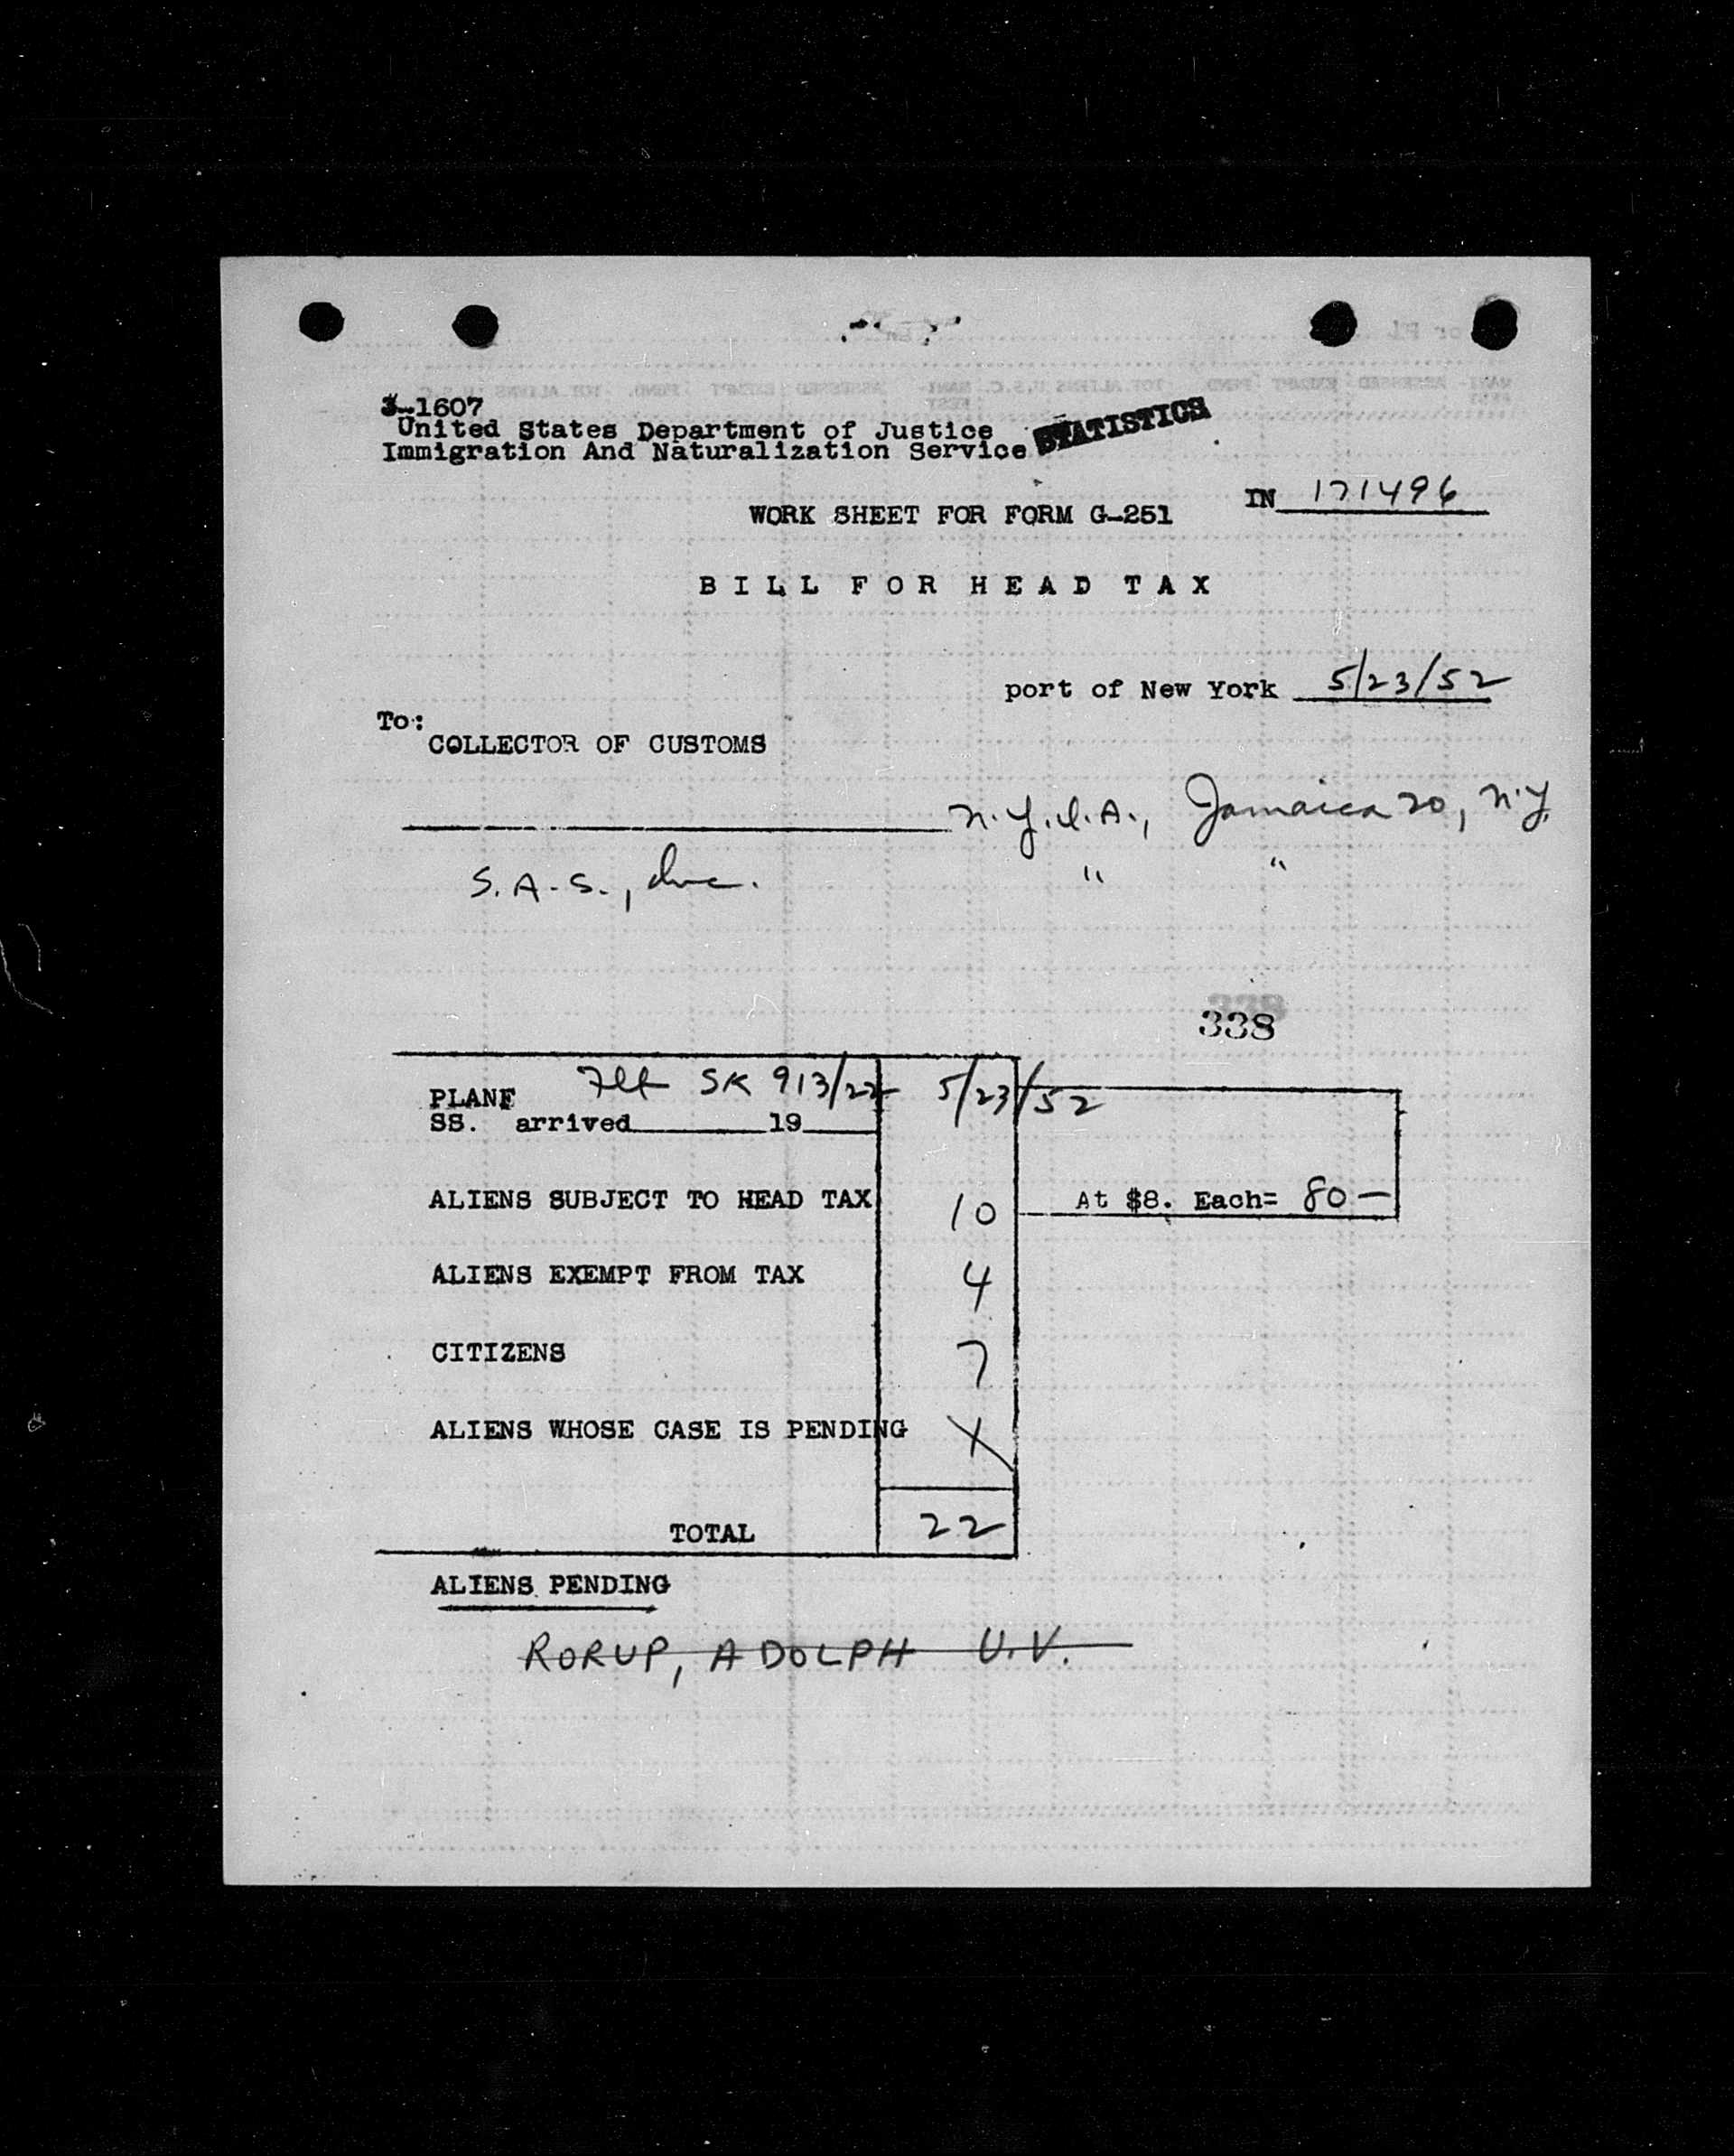 3-1607
United States Department of Justice
Immigration And Naturalization Service STATISTICS
IN 171496
WORK SHEET FOR FORM G-251
BILL FOR HEAD TAX
port of New York 5/23/52
To:
COLLECTOR OF CUSTOMS
N.Y.I.A., Jamaica 20, N.Y.
S.A.S., Inc. " "
338
PLANE Flt SK 913/22 5/23/52
SS. arrived 19
ALIENS SUBJECT TO HEAD TAX 10 At $8. Each= 80 —
ALIENS EXEMPT FROM TAX 4
CITIZENS 7
ALIENS WHOSE CASE IS PENDING
TOTAL 22
ALIENS PENDING
RORUP, ADOLPH U.V.